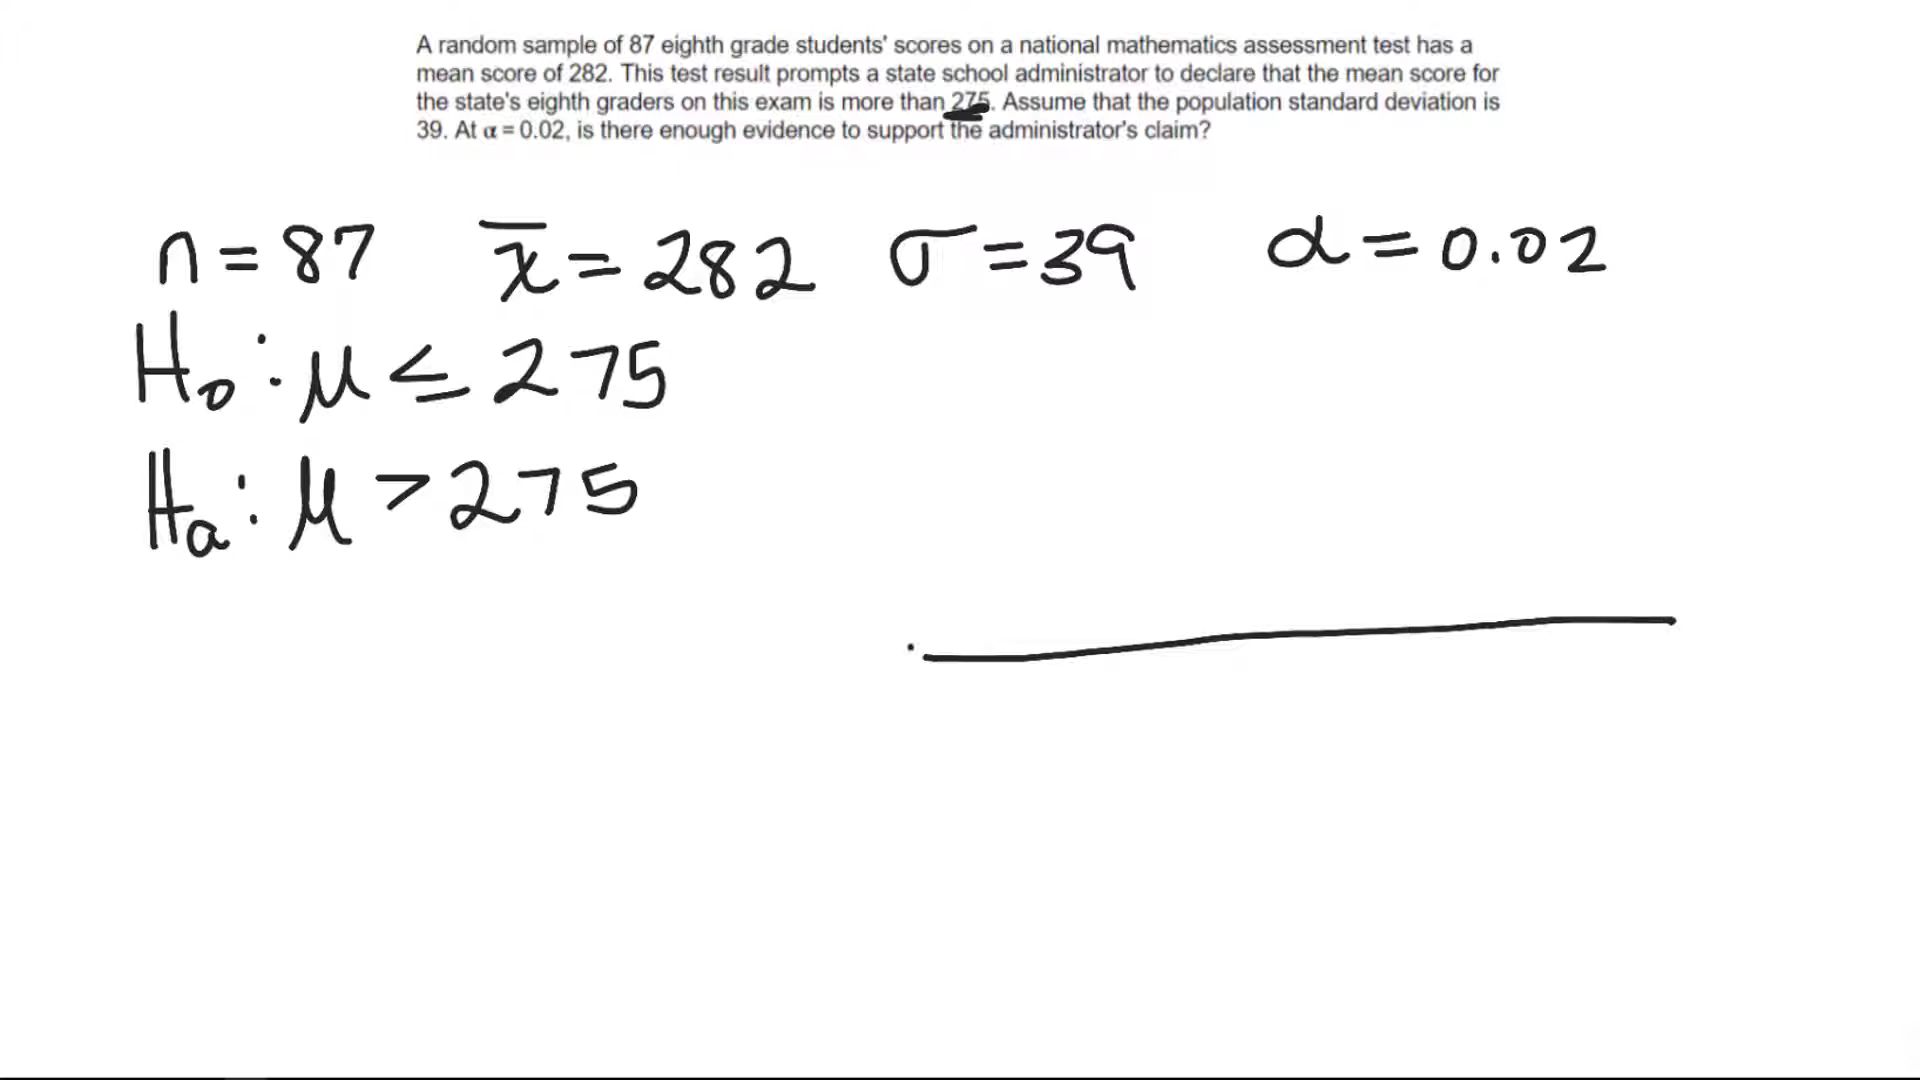 A random sample of 87 eighth grade students' scores on a national mathematics assessment test has a
mean score of 282. This test result prompts a state school administrator to declare that the mean score for
the state's eighth graders on this exam is more than 275. Assume that the population standard deviation is
39. At α = 0.02, is there enough evidence to support the administrator's claim?
n = 87 x̄ = 282 σ = 39 α = 0.02
H₀ : μ ≤ 275
Hₐ : μ > 275